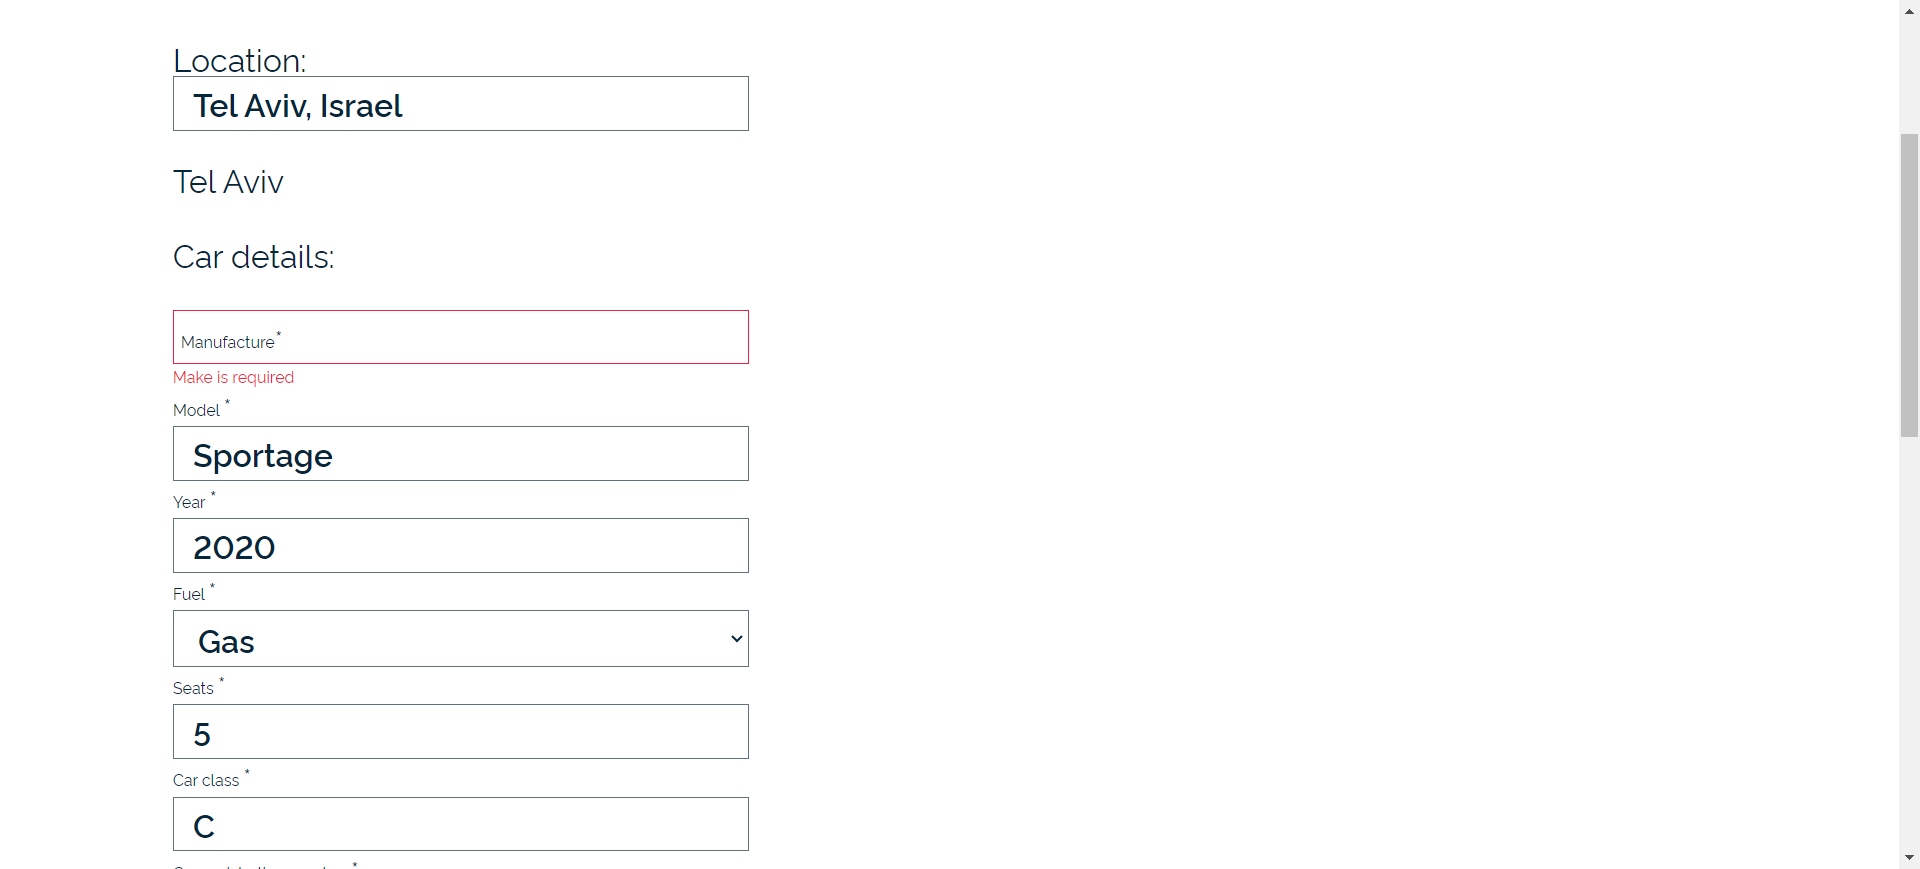 Location:
Tel Aviv, Israel
Tel Aviv
Car details:
Manufacture*
Make is required
Model *
Sportage
Year *
2020
Fuel *
Gas
Seats *
5
Car class *
C
*